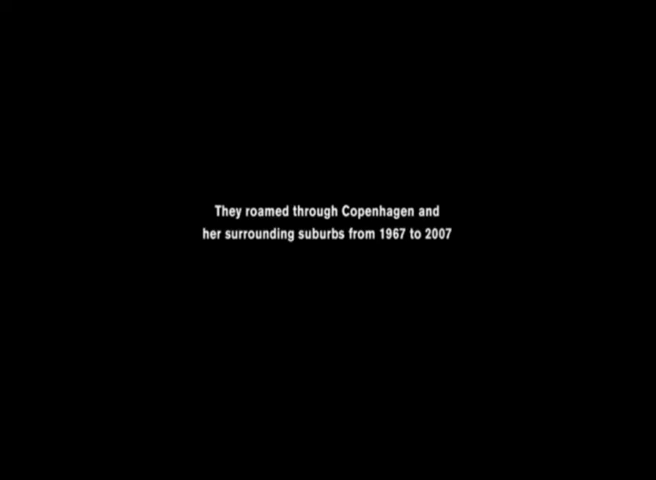 They roamed through Copenhagen and
her surrounding suburbs from 1967 to 2007